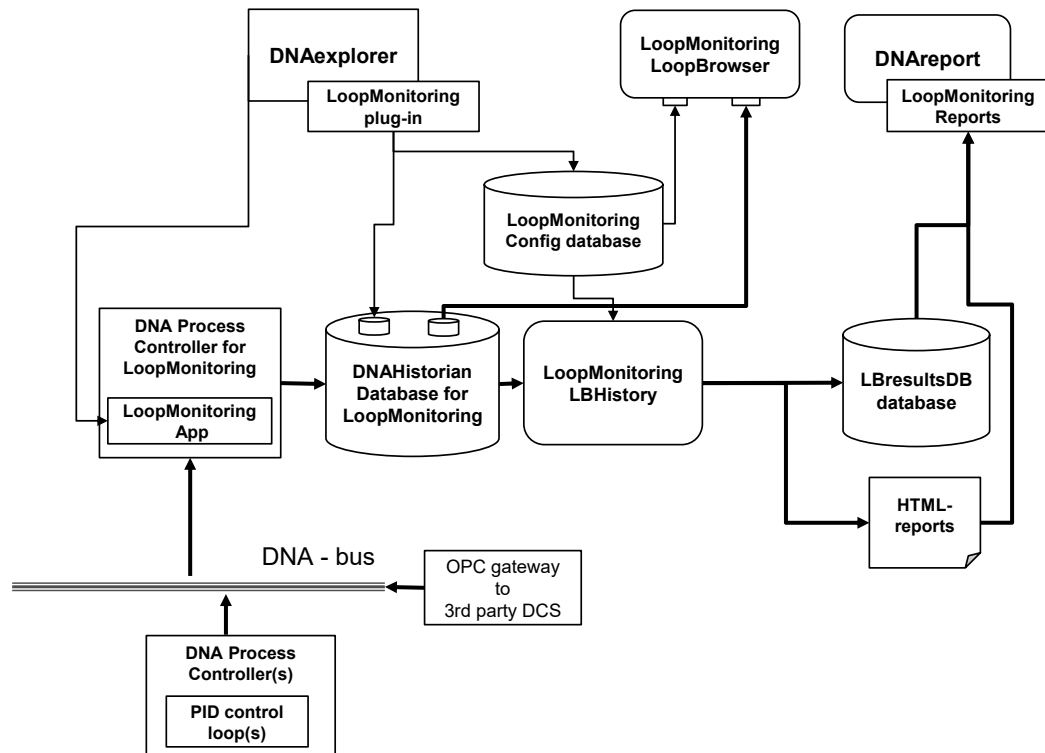 DNAexplorer
LoopMonitoring
plug-in
LoopMonitoring
LoopBrowser
DNAreport
LoopMonitoring
Reports
LoopMonitoring
Config database
DNA Process
Controller for
LoopMonitoring
LoopMonitoring
App
DNAHistorian
Database for
LoopMonitoring
LoopMonitoring
LBHistory
LBresultsDB
database
HTML-
reports
DNA - bus
OPC gateway
to
3rd party DCS
DNA Process
Controller(s)
PID control
loop(s)